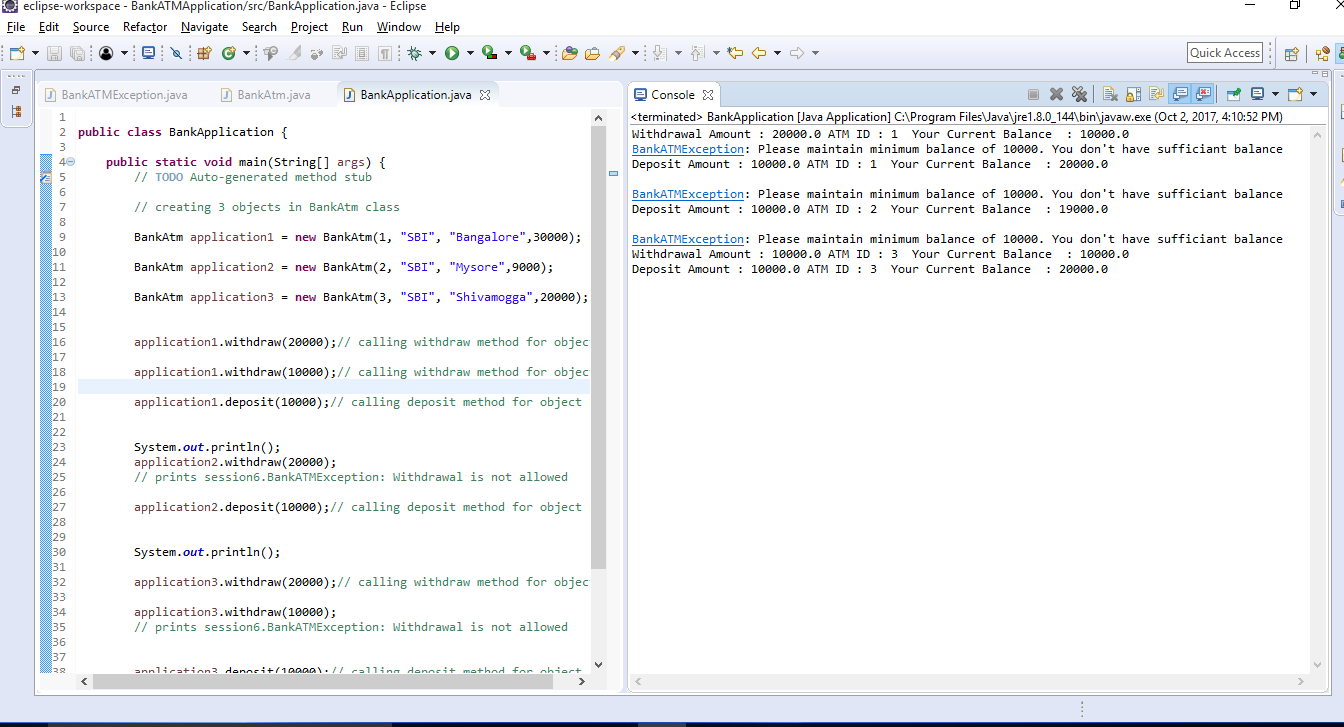 eclipse-workspace - BankATMApplication/src/BankApplication.java - Eclipse
File Edit Source Refactor Navigate Search Project Run Window Help
Quick Access
BankATMException.java BankAtm.java BankApplication.java
1
2 public class BankApplication {
3
4 public static void main(String[] args) {
5 // TODO Auto-generated method stub
6
7 // creating 3 objects in BankAtm class
8
9 BankAtm application1 = new BankAtm(1, "SBI", "Bangalore",30000);
10
11 BankAtm application2 = new BankAtm(2, "SBI", "Mysore",9000);
12
13 BankAtm application3 = new BankAtm(3, "SBI", "Shivamogga",20000);
14
15
16 application1.withdraw(20000);// calling withdraw method for objec
17
18 application1.withdraw(10000);// calling withdraw method for objec
19
20 application1.deposit(10000);// calling deposit method for object
21
22
23 System.out.println();
24 application2.withdraw(20000);
25 // prints session6.BankATMException: Withdrawal is not allowed
26
27 application2.deposit(10000);// calling deposit method for object
28
29
30 System.out.println();
31
32 application3.withdraw(20000);// calling withdraw method for objec
33
34 application3.withdraw(10000);
35 // prints session6.BankATMException: Withdrawal is not allowed
36
37
38 application3.deposit(10000);// calling deposit method for object
Console
<terminated> BankApplication [Java Application] C:\Program Files\Java\jre1.8.0_144\bin\javaw.exe (Oct 2, 2017, 4:10:52 PM)
Withdrawal Amount : 20000.0 ATM ID : 1 Your Current Balance : 10000.0
BankATMException: Please maintain minimum balance of 10000. You don't have sufficiant balance
Deposit Amount : 10000.0 ATM ID : 1 Your Current Balance : 20000.0
BankATMException: Please maintain minimum balance of 10000. You don't have sufficiant balance
Deposit Amount : 10000.0 ATM ID : 2 Your Current Balance : 19000.0
BankATMException: Please maintain minimum balance of 10000. You don't have sufficiant balance
Withdrawal Amount : 10000.0 ATM ID : 3 Your Current Balance : 10000.0
Deposit Amount : 10000.0 ATM ID : 3 Your Current Balance : 20000.0